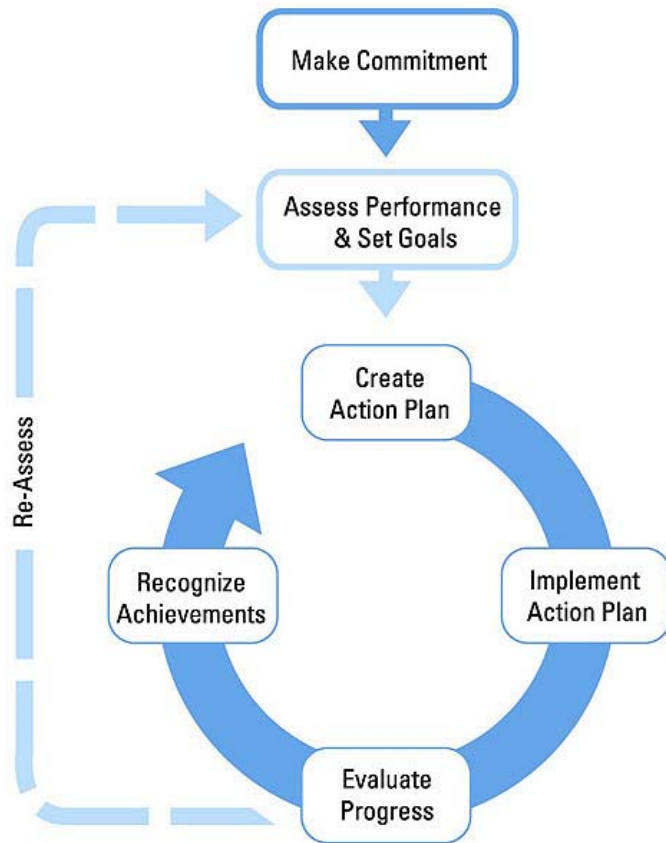 Make Commitment
Assess Performance
& Set Goals
Create
Action Plan
Implement
Action Plan
Evaluate
Progress
Recognize
Achievements
Re-Assess